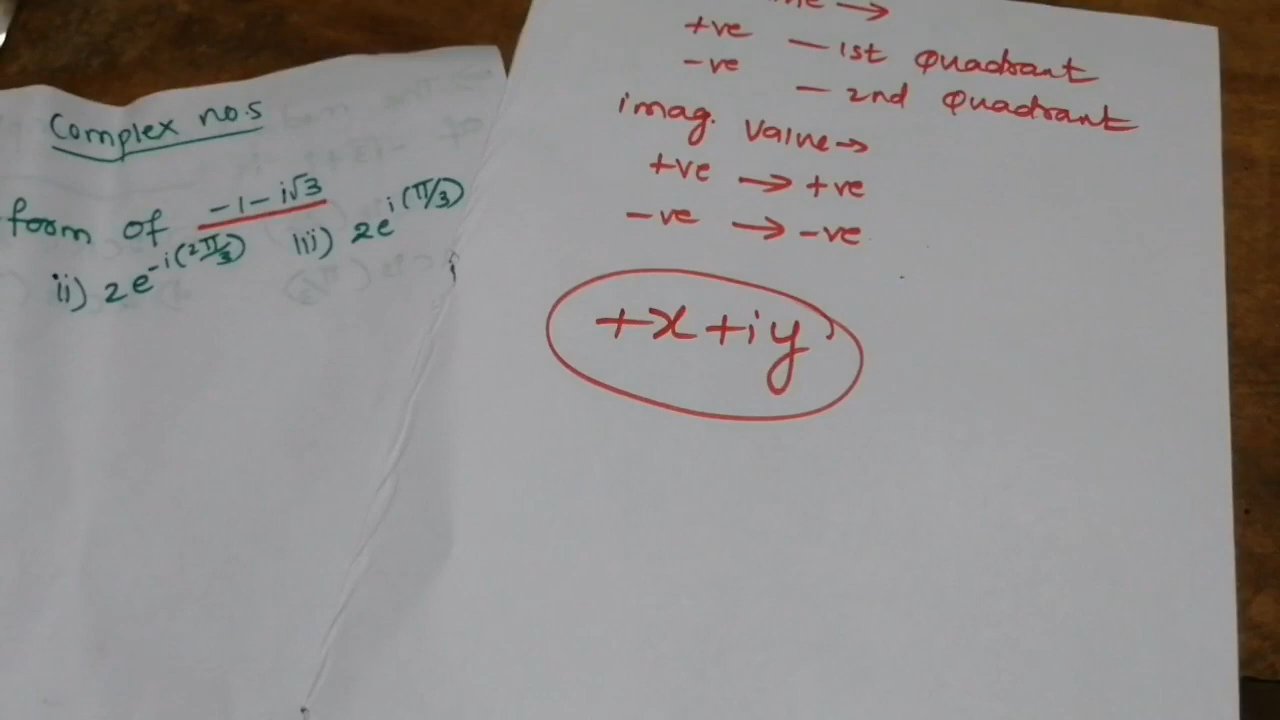 Complex no.s
form of -1-i√3
ii) 2e^-i(2π/3) iii) 2e^i(π/3)
→
+ve — 1st Quadrant
-ve — 2nd Quadrant
imag. Value→
+ve → +ve
-ve → -ve
+x+iy